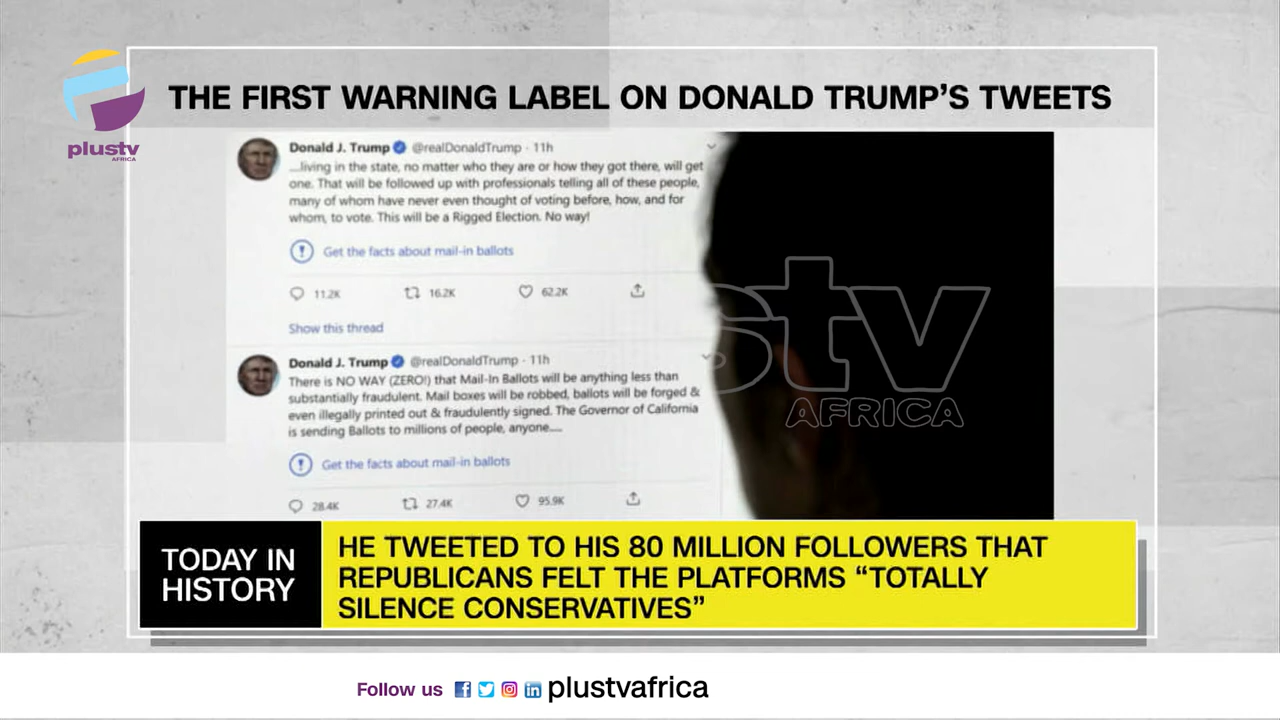 THE FIRST WARNING LABEL ON DONALD TRUMP'S TWEETS
plustv
AFRICA
Donald J. Trump @realDonaldTrump · 11h
....living in the state, no matter who they are or how they got there, will get
one. That will be followed up with professionals telling all of these people,
many of whom have never even thought of voting before, how, and for
whom, to vote. This will be a Rigged Election. No way!
Get the facts about mail-in ballots
11.2K 16.2K 62.2K
Show this thread
Donald J. Trump @realDonaldTrump · 11h
There is NO WAY (ZERO!) that Mail-In Ballots will be anything less than
substantially fraudulent. Mail boxes will be robbed, ballots will be forged &
even illegally printed out & fraudulently signed. The Governor of California
is sending Ballots to millions of people, anyone.....
Get the facts about mail-in ballots
28.4K 27.4K 95.9K
stv
AFRICA
TODAY IN
HISTORY
HE TWEETED TO HIS 80 MILLION FOLLOWERS THAT
REPUBLICANS FELT THE PLATFORMS “TOTALLY
SILENCE CONSERVATIVES”
Follow us plustvafrica